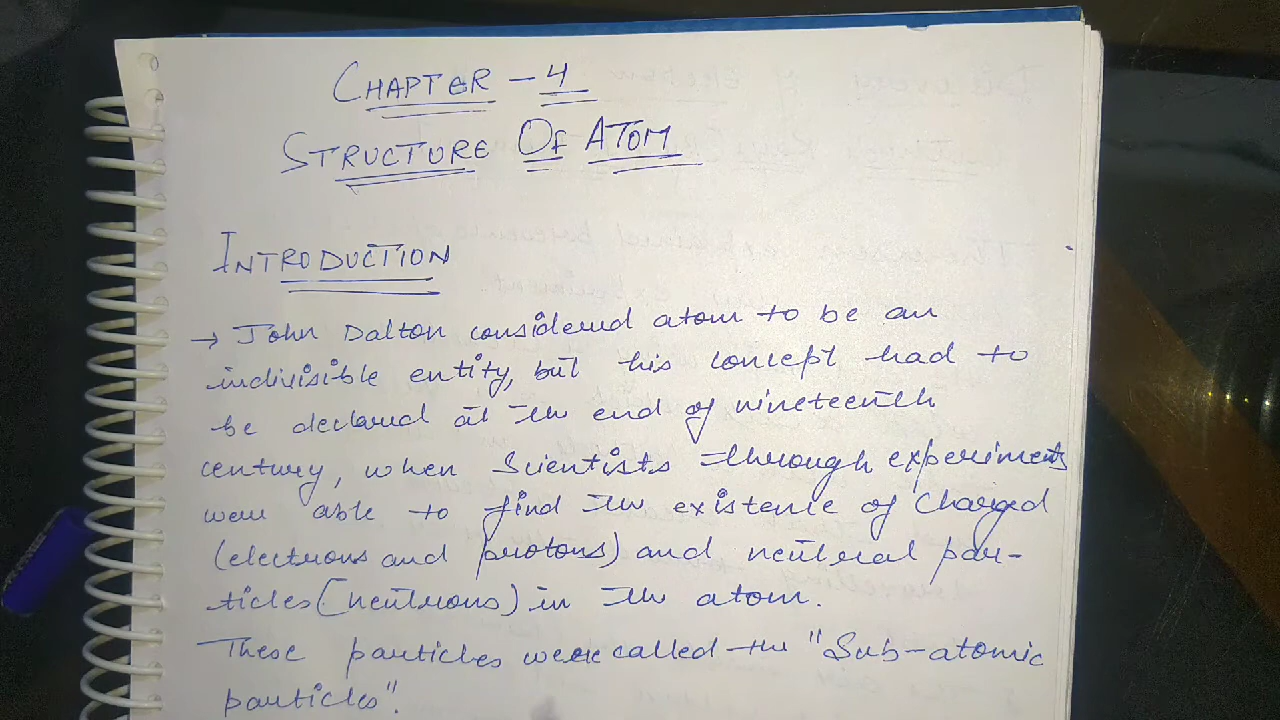 CHAPTER - 4
STRUCTURE OF ATOM
INTRODUCTION
→ John Dalton considered atom to be an
indivisible entity, but his concept had to
be declared at the end of nineteenth
century, when Scientists through experiments
were able to find the existence of Charged
(electrons and protons) and neutral par-
ticles (neutrons) in the atom.
These particles were called the "Sub-atomic
particles".